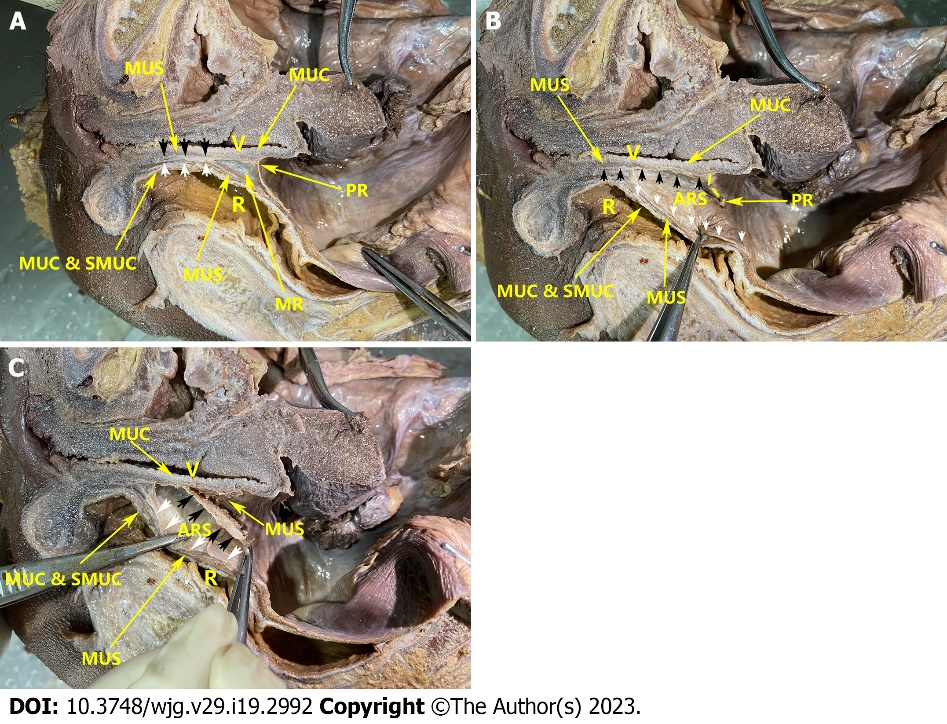 A
MUS
MUC
V
PR
R
MUC & SMUC
MUS
MR
B
MUS
MUC
V
ARS
PR
R
MUC & SMUC
MUS
C
MUC
V
ARS
MUS
MUC & SMUC
R
MUS
DOI: 10.3748/wjg.v29.i19.2992 Copyright ©The Author(s) 2023.